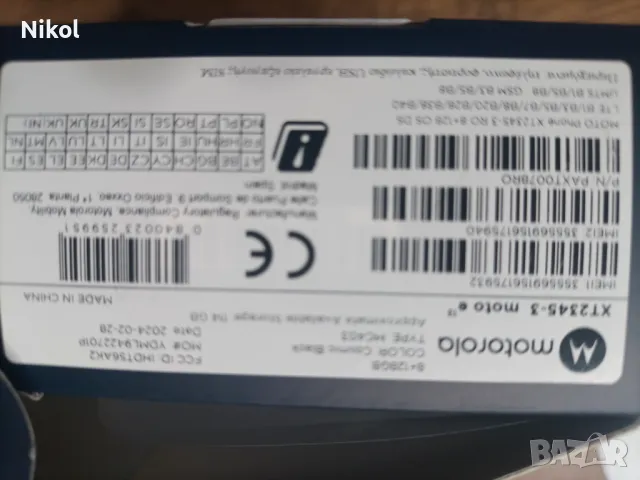 Nikol
motorola
XT2345-3 moto e¹³
8+128GB
COLOR: Cosmic Black
TYPE: MC403
Approximate Available Storage 114 GB
FCC ID: IHDT56AK2
MO#: YDML94227
Date: 2024-02-28
MADE IN CHINA
IMEI1 355569156175932
IMEI2 355569156175940
P/N: PAXT0078RO
0 840023 259951
Manufacturer: Regulatory Compliance, Motorola Mobility
Calle Puerto de Somport 9 Edificio Oxxeo, 1ª Planta, 28050
Madrid, Spain
AT BE BG CH CY CZ DE DK EE EL ES FI
FR HR HU IE IS IT LI LT LU LV MT NL
NO PL PT RO SE SI SK TR UK UK(NI)
MOTO Phone XT2345-3 RO 8+128 OS DS
LTE B1/B3/B5/B7/B8/B20/B28/B38/B40
UMTS B1/B5/B8 GSM B3/B5/B8
BAZAR